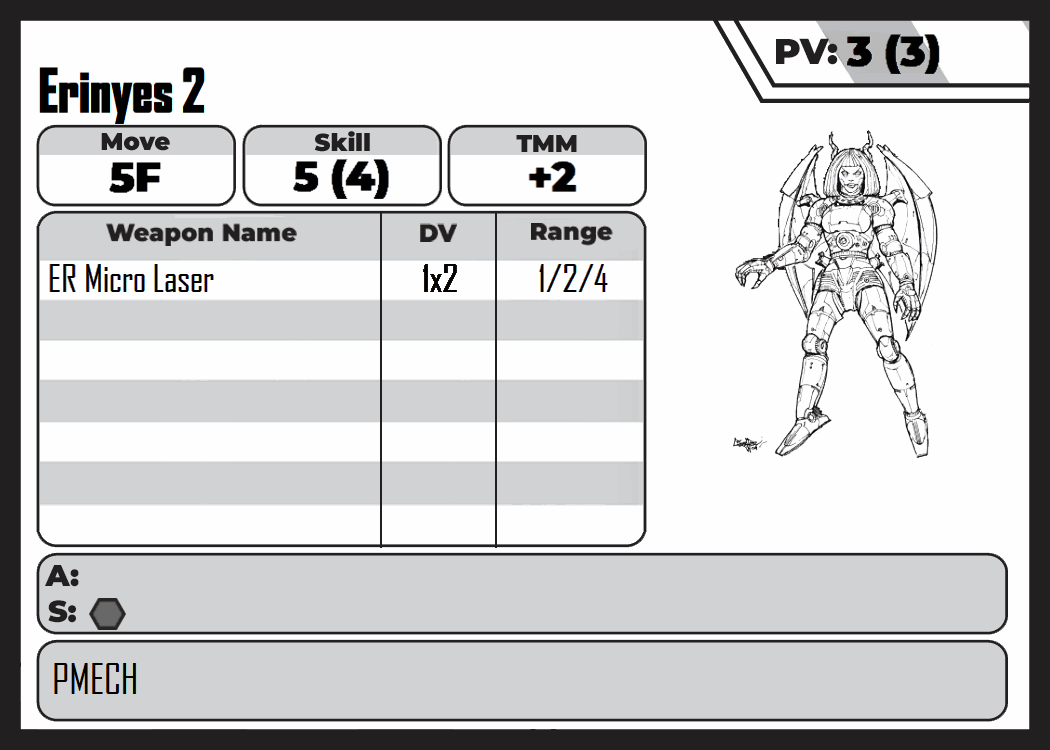 PV: 3 (3)
Erinyes 2
Move Skill TMM
5F 5 (4) +2
Weapon Name DV Range
ER Micro Laser 1x2 1/2/4
A:
S:
PMECH